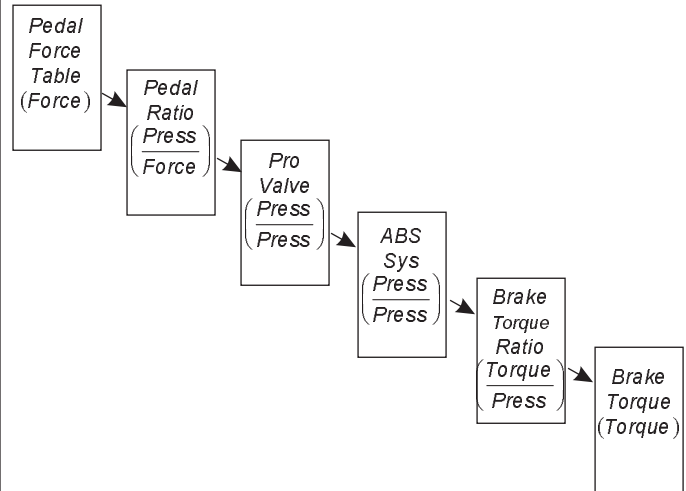 Pedal
Force
Table
(Force)
Pedal
Ratio
(Press
Force)
Pro
Valve
(Press
Press)
ABS
Sys
(Press
Press)
Brake
Torque
Ratio
(Torque
Press)
Brake
Torque
(Torque)